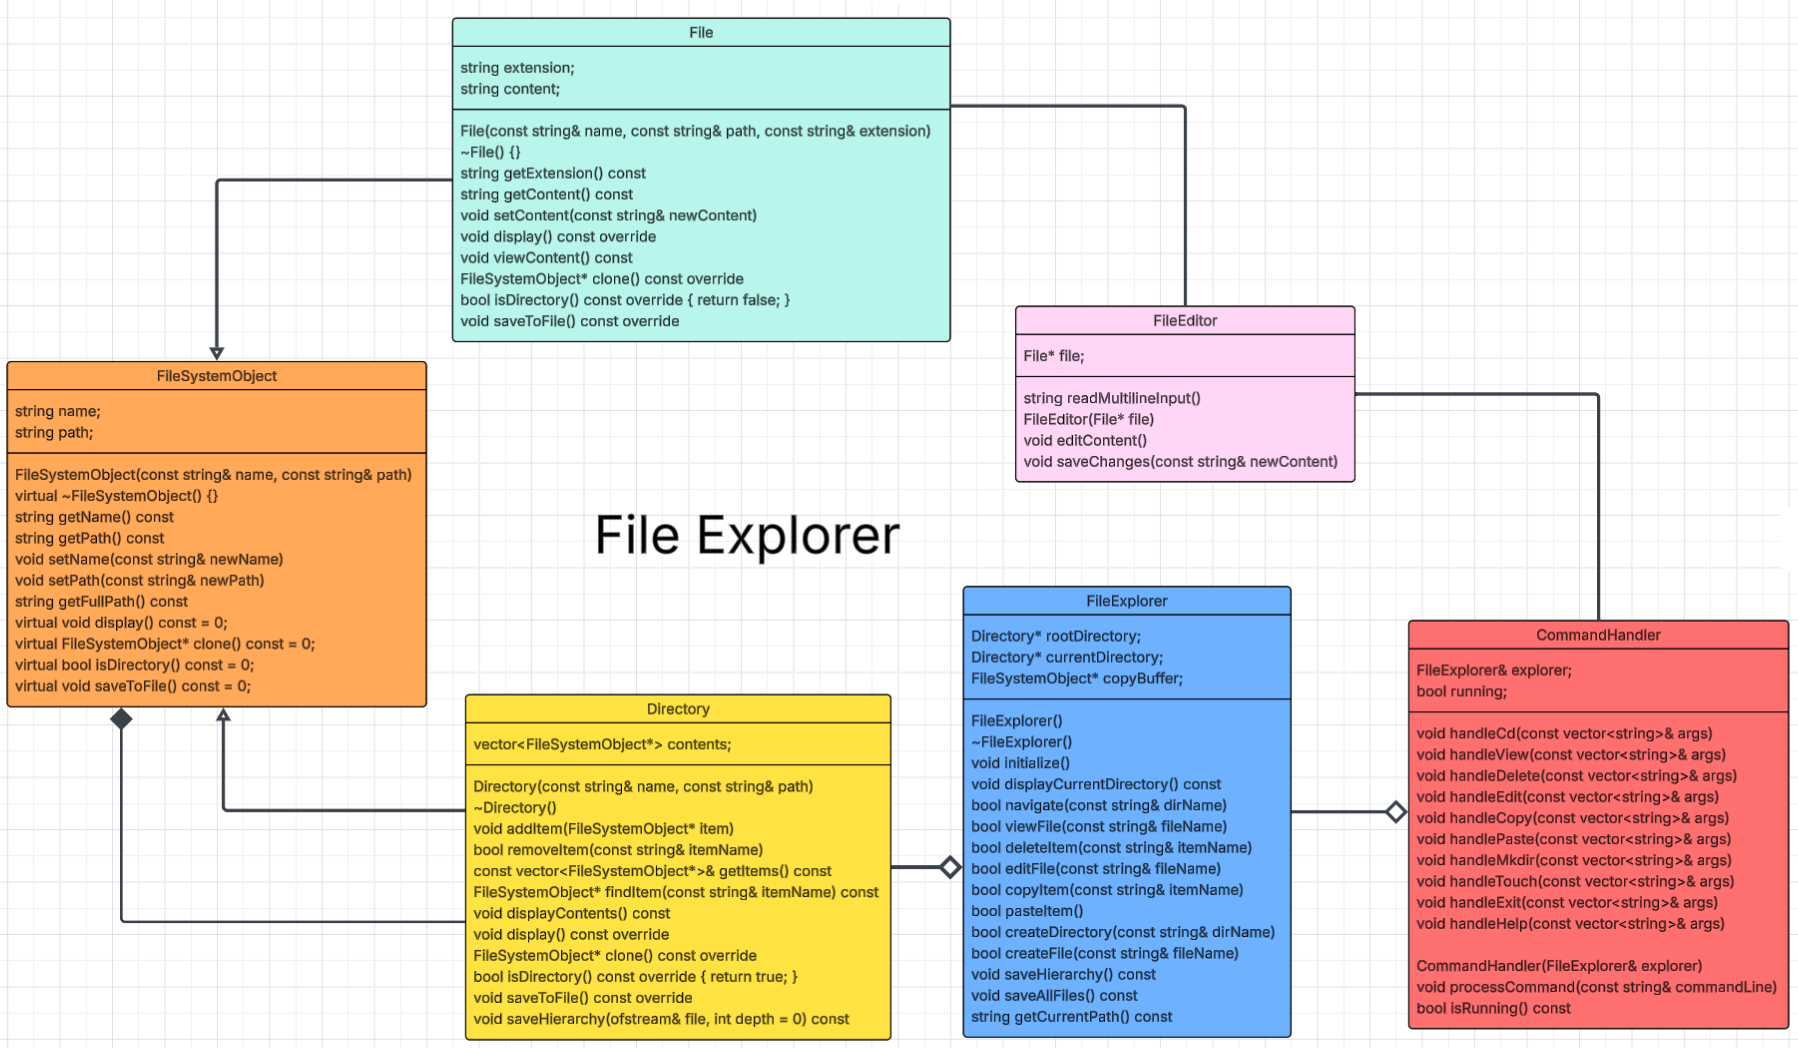 File
string extension;
string content;
File(const string& name, const string& path, const string& extension)
~File() {}
string getExtension() const
string getContent() const
void setContent(const string& newContent)
void display() const override
void viewContent() const
FileSystemObject* clone() const override
bool isDirectory() const override { return false; }
void saveToFile() const override
FileEditor
File* file;
string readMultilineInput()
FileEditor(File* file)
void editContent()
void saveChanges(const string& newContent)
FileSystemObject
string name;
string path;
FileSystemObject(const string& name, const string& path)
virtual ~FileSystemObject() {}
string getName() const
string getPath() const
void setName(const string& newName)
void setPath(const string& newPath)
string getFullPath() const
virtual void display() const = 0;
virtual FileSystemObject* clone() const = 0;
virtual bool isDirectory() const = 0;
virtual void saveToFile() const = 0;
File Explorer
Directory
vector<FileSystemObject*> contents;
Directory(const string& name, const string& path)
~Directory()
void addItem(FileSystemObject* item)
bool removeItem(const string& itemName)
const vector<FileSystemObject*>& getItems() const
FileSystemObject* findItem(const string& itemName) const
void displayContents() const
void display() const override
FileSystemObject* clone() const override
bool isDirectory() const override { return true; }
void saveToFile() const override
void saveHierarchy(ofstream& file, int depth = 0) const
FileExplorer
Directory* rootDirectory;
Directory* currentDirectory;
FileSystemObject* copyBuffer;
FileExplorer()
~FileExplorer()
void initialize()
void displayCurrentDirectory() const
bool navigate(const string& dirName)
bool viewFile(const string& fileName)
bool deleteItem(const string& itemName)
bool editFile(const string& fileName)
bool copyItem(const string& itemName)
bool pasteItem()
bool createDirectory(const string& dirName)
bool createFile(const string& fileName)
void saveHierarchy() const
void saveAllFiles() const
string getCurrentPath() const
CommandHandler
FileExplorer& explorer;
bool running;
void handleCd(const vector<string>& args)
void handleView(const vector<string>& args)
void handleDelete(const vector<string>& args)
void handleEdit(const vector<string>& args)
void handleCopy(const vector<string>& args)
void handlePaste(const vector<string>& args)
void handleMkdir(const vector<string>& args)
void handleTouch(const vector<string>& args)
void handleExit(const vector<string>& args)
void handleHelp(const vector<string>& args)
CommandHandler(FileExplorer& explorer)
void processCommand(const string& commandLine)
bool isRunning() const